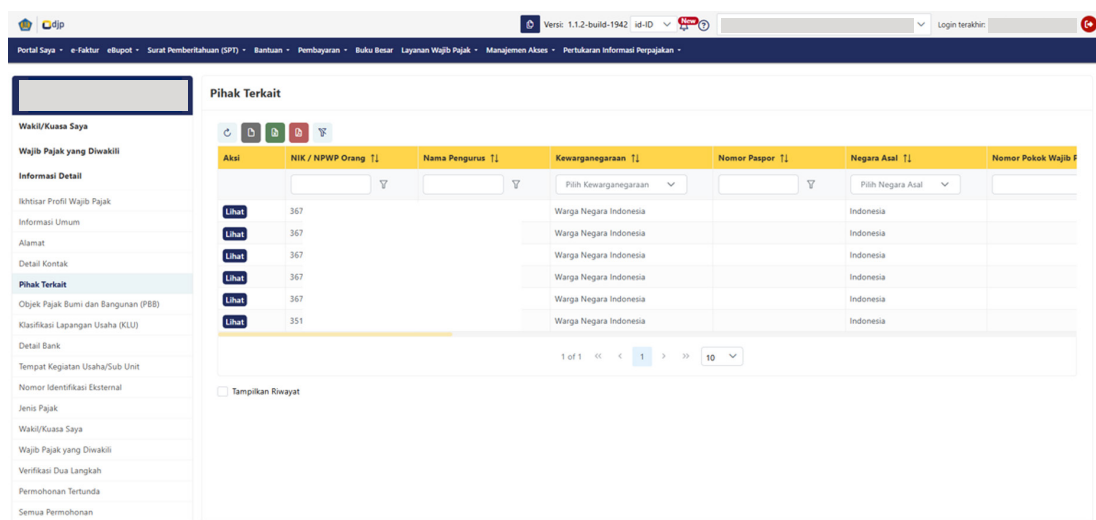 djp Versi: 1.1.2-build-1942 id-ID New Login terakhir:
Portal Saya e-Faktur eBupot Surat Pemberitahuan (SPT) Bantuan Pembayaran Buku Besar Layanan Wajib Pajak Manajemen Akses Pertukaran Informasi Perpajakan
Wakil/Kuasa Saya
Wajib Pajak yang Diwakili
Informasi Detail
Ikhtisar Profil Wajib Pajak
Informasi Umum
Alamat
Detail Kontak
Pihak Terkait
Objek Pajak Bumi dan Bangunan (PBB)
Klasifikasi Lapangan Usaha (KLU)
Detail Bank
Tempat Kegiatan Usaha/Sub Unit
Nomor Identifikasi Eksternal
Jenis Pajak
Wakil/Kuasa Saya
Wajib Pajak yang Diwakili
Verifikasi Dua Langkah
Permohonan Tertunda
Semua Permohonan
Pihak Terkait
Aksi NIK / NPWP Orang Nama Pengurus Kewarganegaraan Nomor Paspor Negara Asal Nomor Pokok Wajib P
Pilih Kewarganegaraan Pilih Negara Asal
Lihat 367 Warga Negara Indonesia Indonesia
Lihat 367 Warga Negara Indonesia Indonesia
Lihat 367 Warga Negara Indonesia Indonesia
Lihat 367 Warga Negara Indonesia Indonesia
Lihat 367 Warga Negara Indonesia Indonesia
Lihat 351 Warga Negara Indonesia Indonesia
1 of 1 << < 1 > >> 10
Tampilkan Riwayat